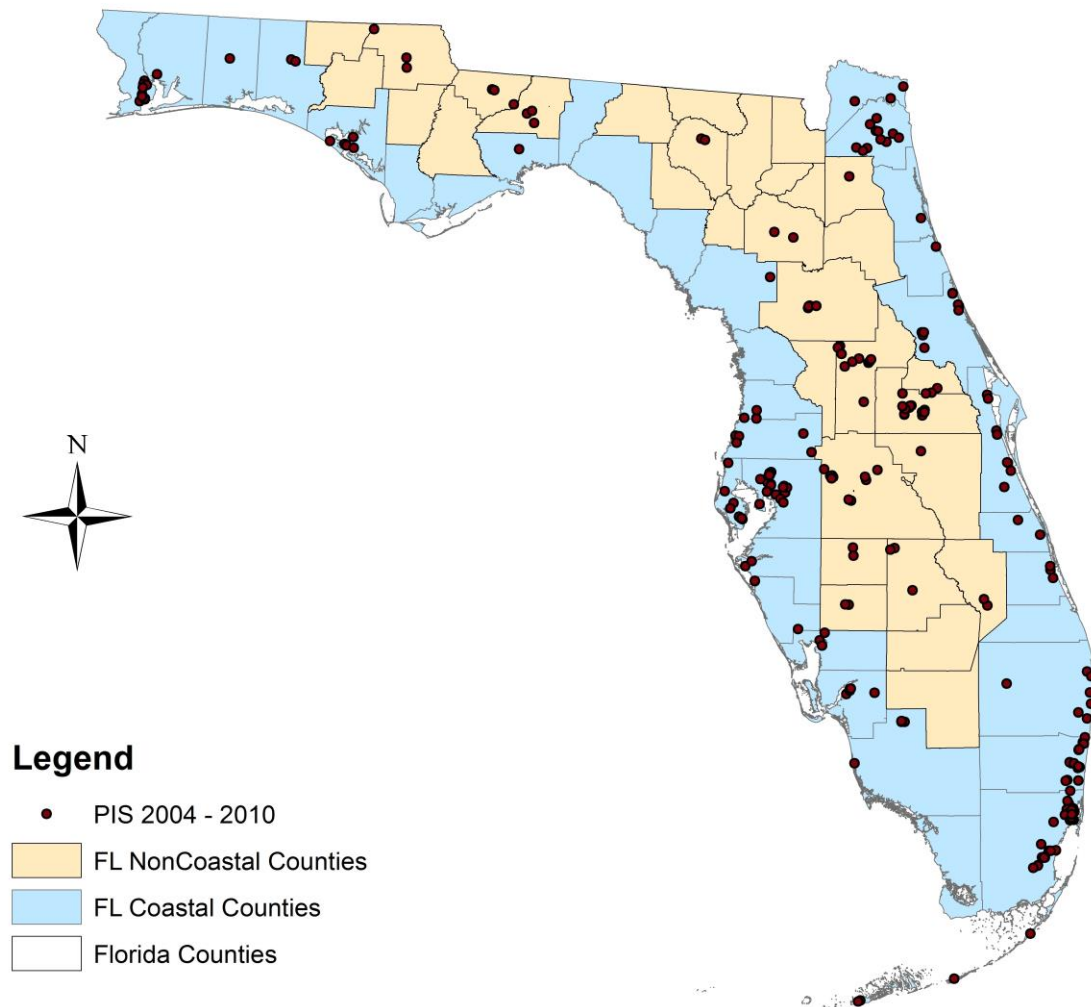 N
Legend
PIS 2004 - 2010
FL NonCoastal Counties
FL Coastal Counties
Florida Counties